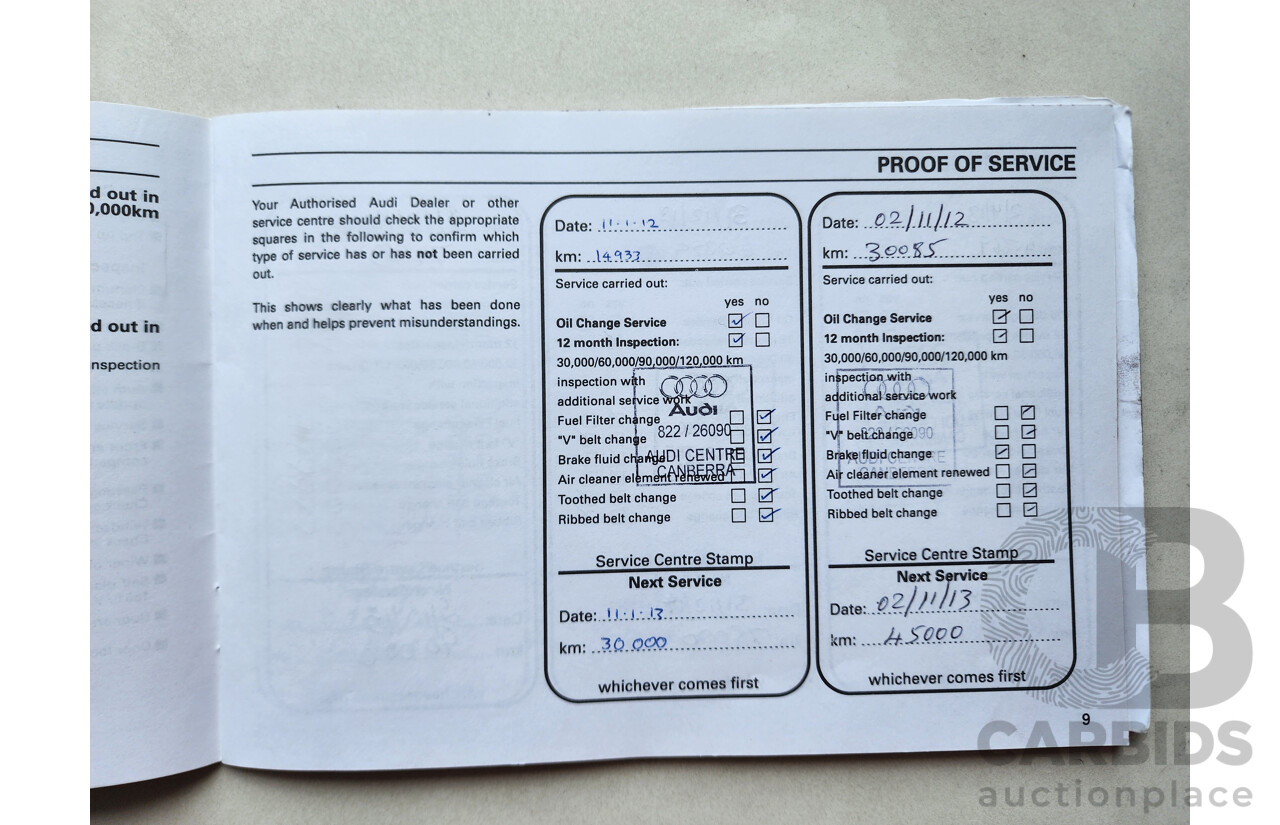 d out in
0,000km
d out in
nspection
PROOF OF SERVICE
Your Authorised Audi Dealer or other
service centre should check the appropriate
squares in the following to confirm which
type of service has or has not been carried
out.
This shows clearly what has been done
when and helps prevent misunderstandings.
Date: 11·1·12
km: 14933
Service carried out:
yes no
Oil Change Service
12 month Inspection:
30,000/60,000/90,000/120,000 km
inspection with
additional service work
Fuel Filter change
"V" belt change
Brake fluid change
Air cleaner element renewed
Toothed belt change
Ribbed belt change
Audi
822 / 26090
AUDI CENTRE
CANBERRA
Service Centre Stamp
Next Service
Date: 11·1·13
km: 30 000
whichever comes first
Date: 02/11/12
km: 30085
Service carried out:
yes no
Oil Change Service
12 month Inspection:
30,000/60,000/90,000/120,000 km
inspection with
additional service work
Fuel Filter change
"V" belt change
Brake fluid change
Air cleaner element renewed
Toothed belt change
Ribbed belt change
Audi
822 / 26090
AUDI CENTRE
Service Centre Stamp
Next Service
Date: 02/11/13
km: 45000
whichever comes first
9
CB
CARBIDS
auctionplace